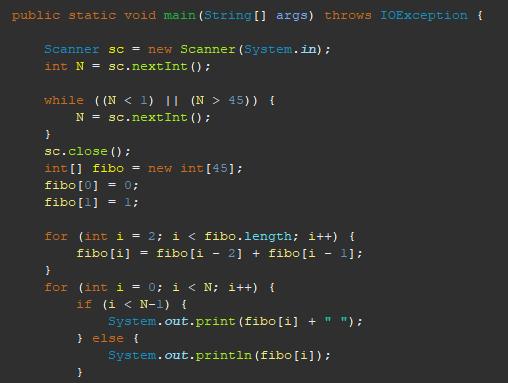 public static void main(String[] args) throws IOException {
Scanner sc = new Scanner(System.in);
int N = sc.nextInt();
while ((N < 1) || (N > 45)) {
N = sc.nextInt();
}
sc.close();
int[] fibo = new int[45];
fibo[0] = 0;
fibo[1] = 1;
for (int i = 2; i < fibo.length; i++) {
fibo[i] = fibo[i - 2] + fibo[i - 1];
}
for (int i = 0; i < N; i++) {
if (i < N-1) {
System.out.print(fibo[i] + " ");
} else {
System.out.println(fibo[i]);
}